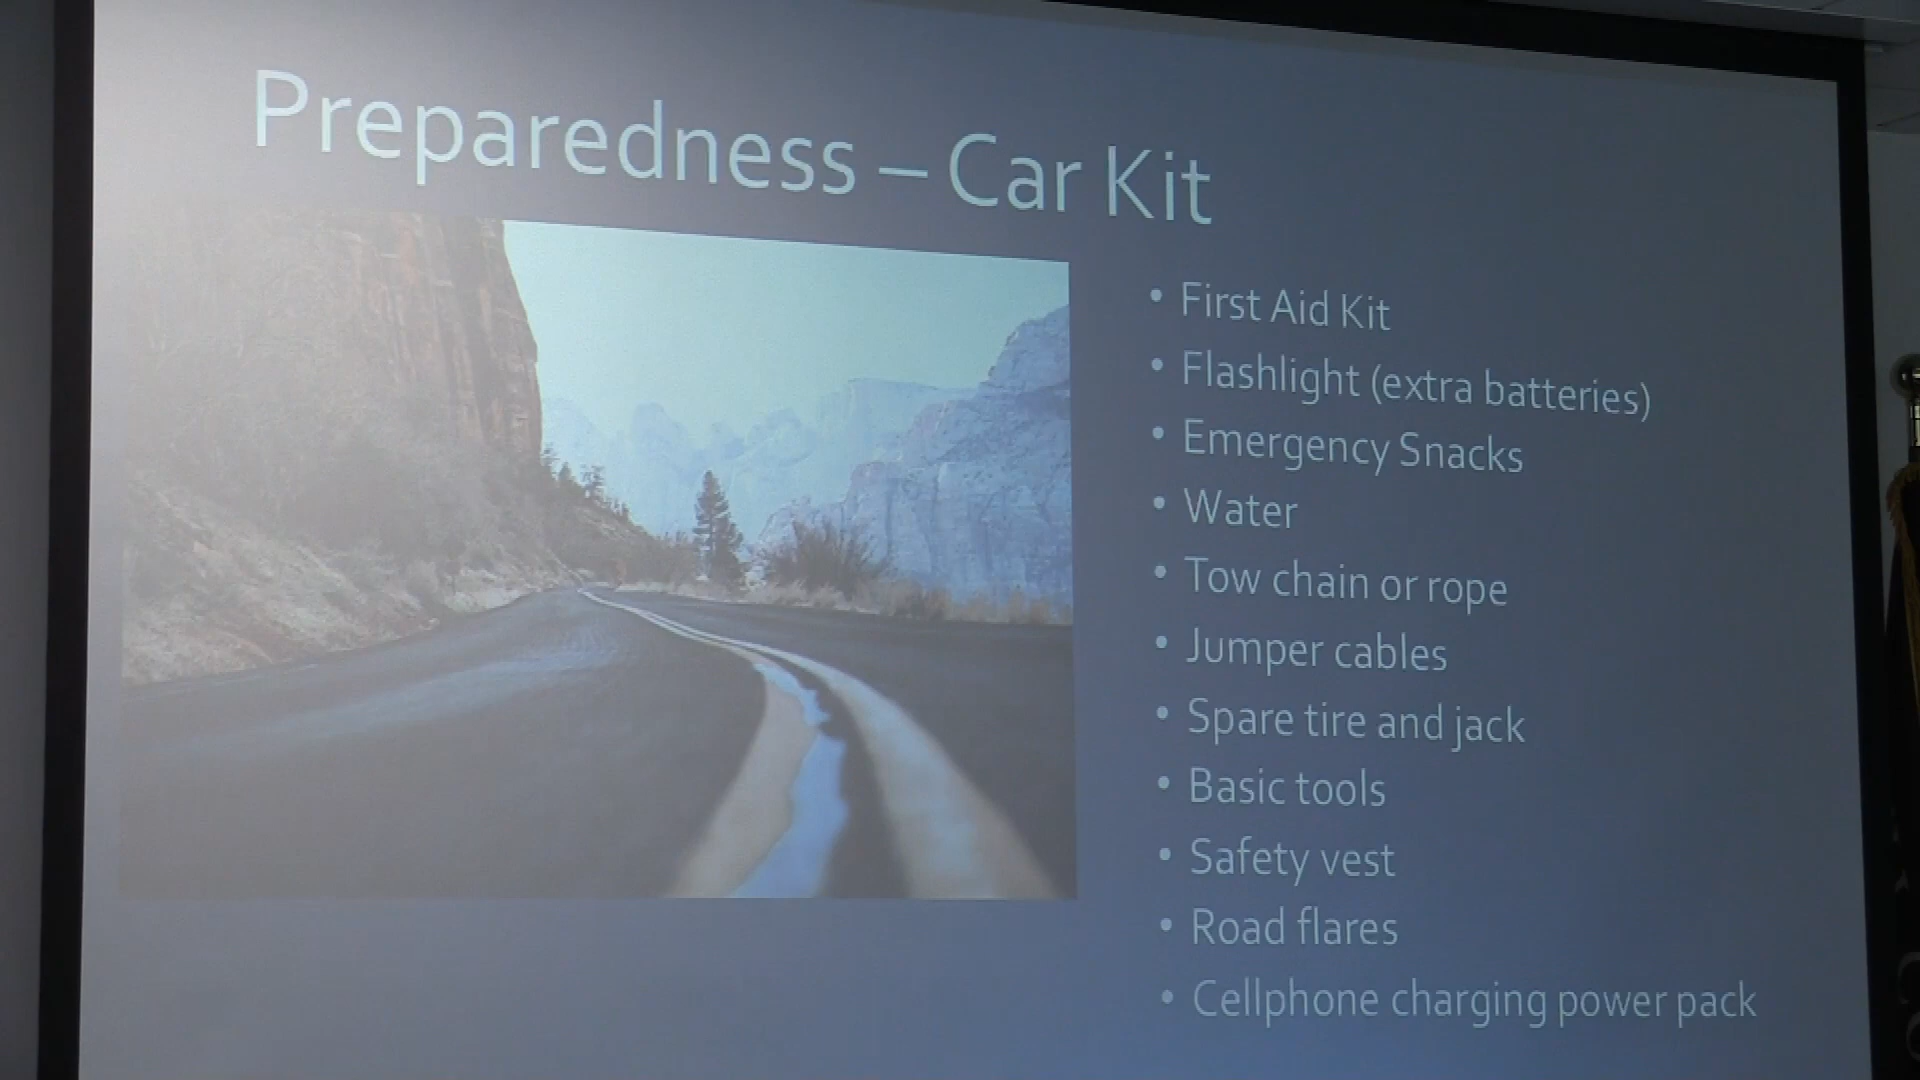 Preparedness – Car Kit
• First Aid Kit
• Flashlight (extra batteries)
• Emergency Snacks
• Water
• Tow chain or rope
• Jumper cables
• Spare tire and jack
• Basic tools
• Safety vest
• Road flares
• Cellphone charging power pack